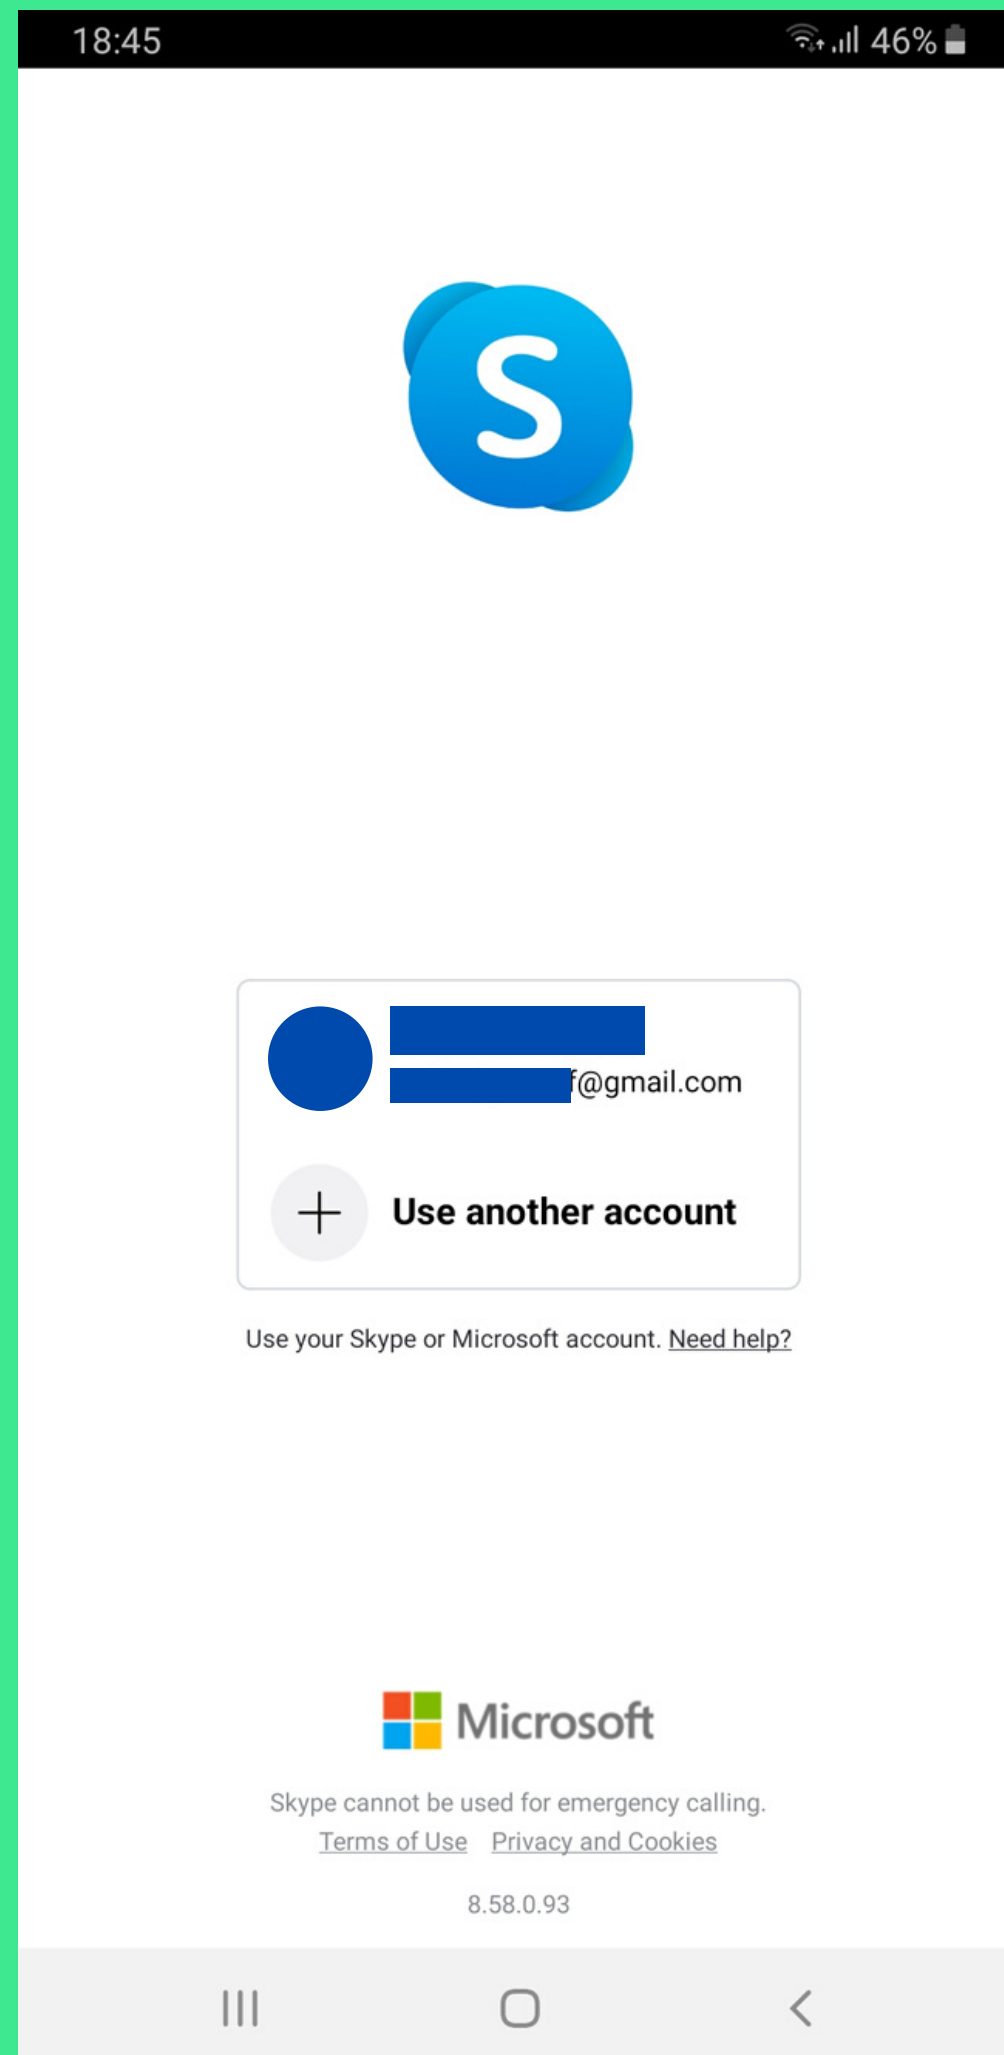 18:45 46%
S
f@gmail.com
Use another account
Use your Skype or Microsoft account. Need help?
Microsoft
Skype cannot be used for emergency calling.
Terms of Use Privacy and Cookies
8.58.0.93